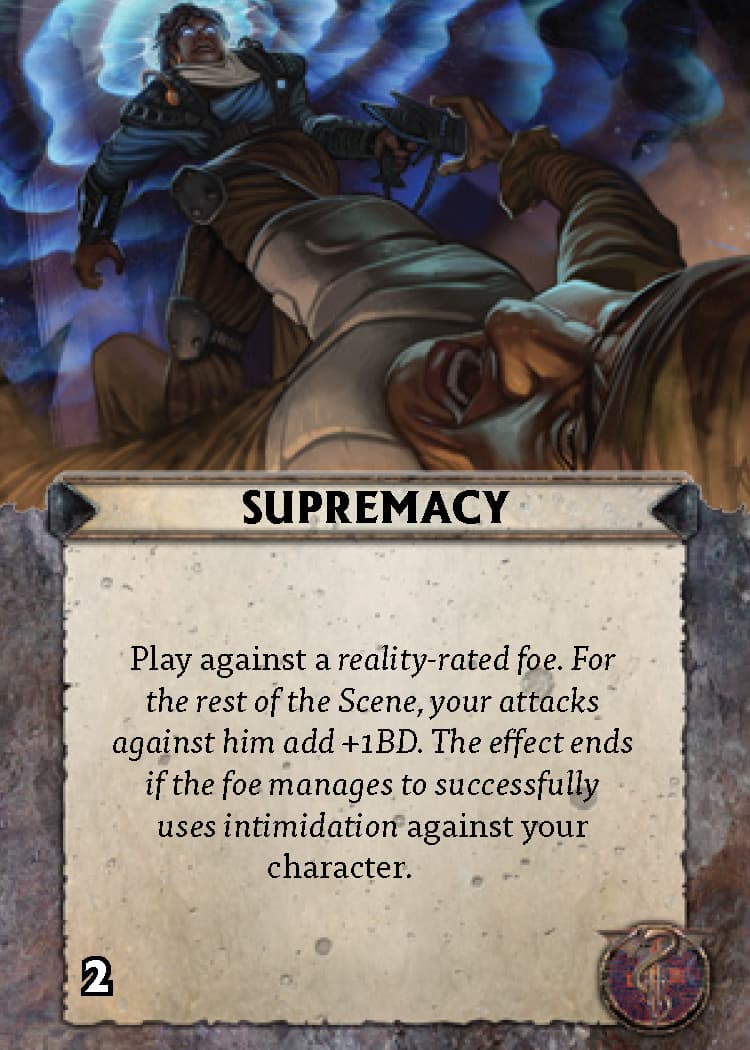 SUPREMACY
Play against a reality-rated foe. For
the rest of the Scene, your attacks
against him add +1BD. The effect ends
if the foe manages to successfully
uses intimidation against your
character.
2